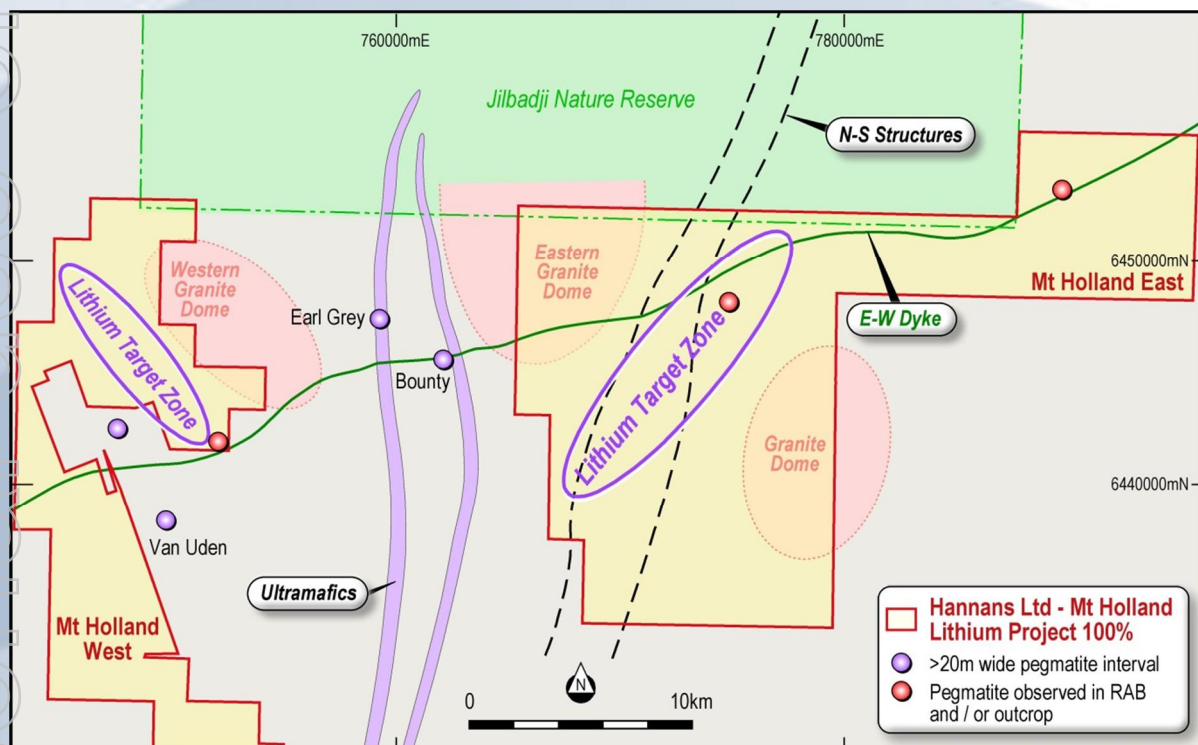 760000mE
780000mE
Jilbadji Nature Reserve
N-S Structures
Western
Granite
Dome
Eastern
Granite
Dome
6450000mN
Mt Holland East
Lithium Target Zone
Earl Grey
E-W Dyke
Bounty
Lithium Target Zone
Granite
Dome
6440000mN
Van Uden
Ultramafics
Mt Holland
West
N
0
10km
Hannans Ltd - Mt Holland
Lithium Project 100%
>20m wide pegmatite interval
Pegmatite observed in RAB
and / or outcrop